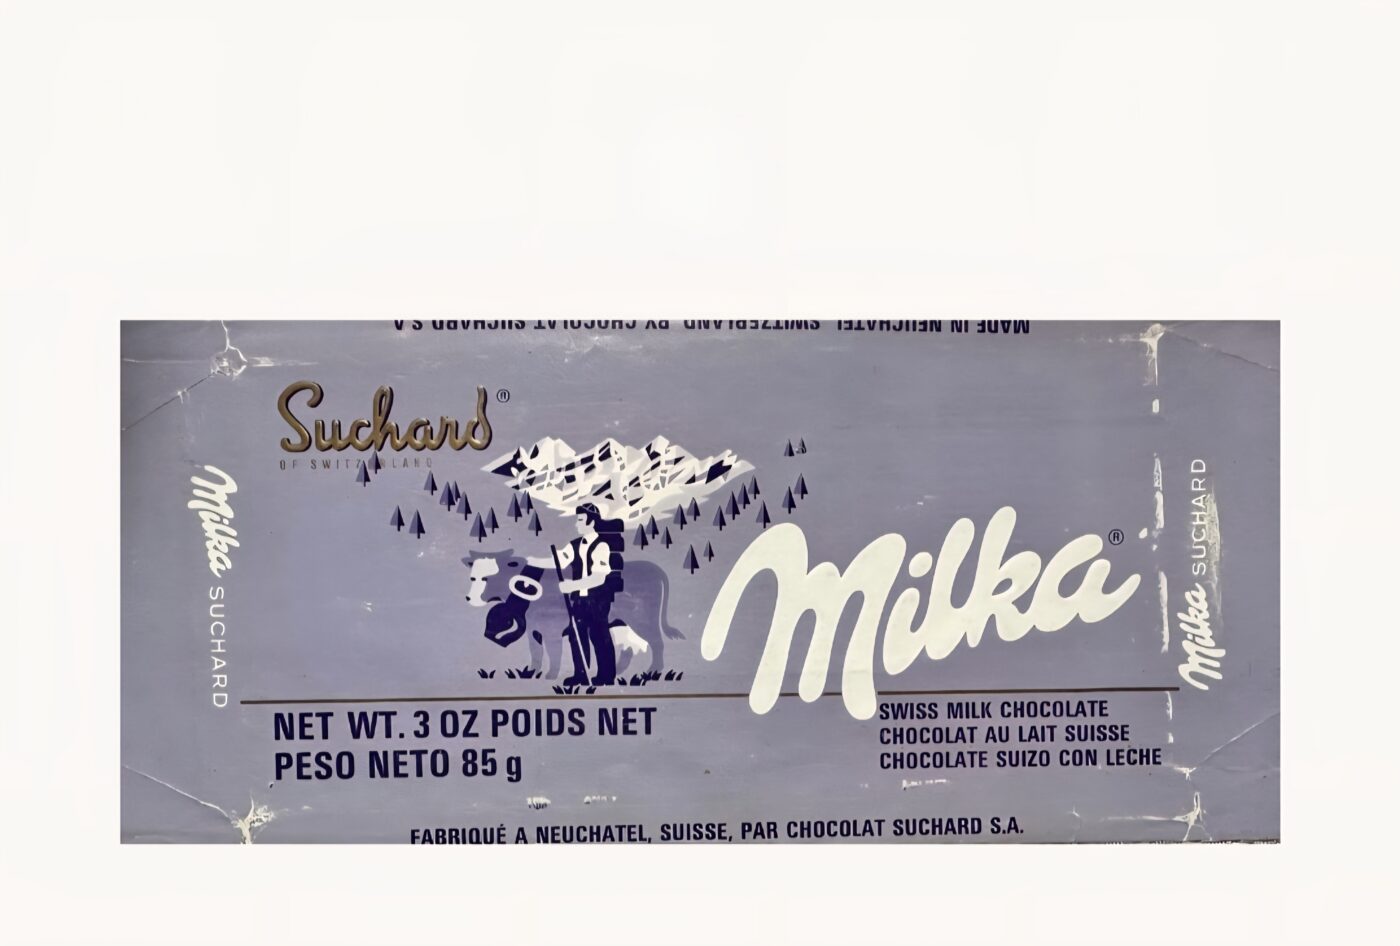 MADE IN NEUCHATEL SWITZERLAND BY CHOCOLAT SUCHARD S.A
Suchard®
OF SWITZERLAND
Milka SUCHARD
Milka®
Milka SUCHARD
NET WT. 3 OZ POIDS NET
PESO NETO 85 g
SWISS MILK CHOCOLATE
CHOCOLAT AU LAIT SUISSE
CHOCOLATE SUIZO CON LECHE
FABRIQUÉ A NEUCHATEL, SUISSE, PAR CHOCOLAT SUCHARD S.A.